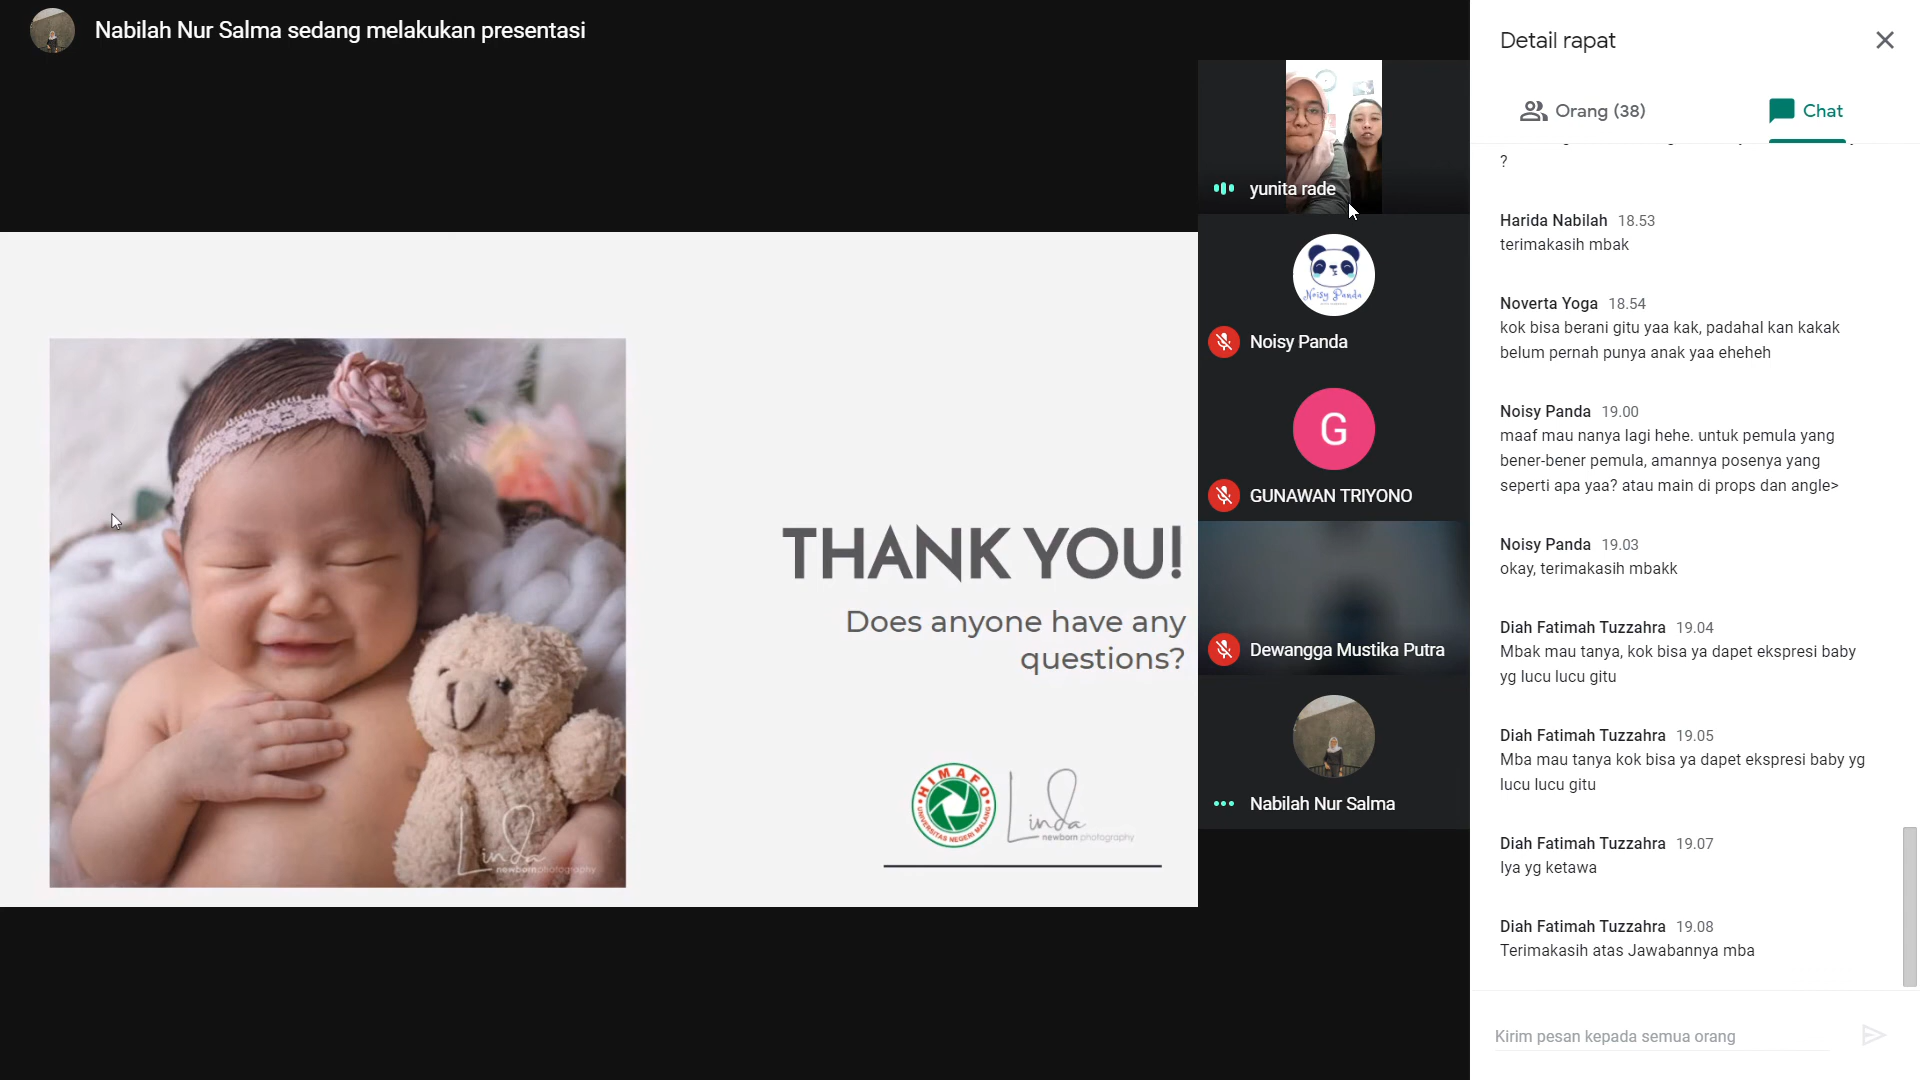 Nabilah Nur Salma sedang melakukan presentasi
THANK YOU!
Does anyone have any
questions?
HIMAFO
UNIVERSITAS NEGERI MALANG
Linda
newborn photography
Linda
newbornphotography
yunita rade
Noisy Panda
Noisy Panda
G
GUNAWAN TRIYONO
Dewangga Mustika Putra
Nabilah Nur Salma
Detail rapat
Orang (38)
Chat
?
Harida Nabilah 18.53
terimakasih mbak
Noverta Yoga 18.54
kok bisa berani gitu yaa kak, padahal kan kakak
belum pernah punya anak yaa eheheh
Noisy Panda 19.00
maaf mau nanya lagi hehe. untuk pemula yang
bener-bener pemula, amannya posenya yang
seperti apa yaa? atau main di props dan angle>
Noisy Panda 19.03
okay, terimakasih mbakk
Diah Fatimah Tuzzahra 19.04
Mbak mau tanya, kok bisa ya dapet ekspresi baby
yg lucu lucu gitu
Diah Fatimah Tuzzahra 19.05
Mba mau tanya kok bisa ya dapet ekspresi baby yg
lucu lucu gitu
Diah Fatimah Tuzzahra 19.07
Iya yg ketawa
Diah Fatimah Tuzzahra 19.08
Terimakasih atas Jawabannya mba
Kirim pesan kepada semua orang